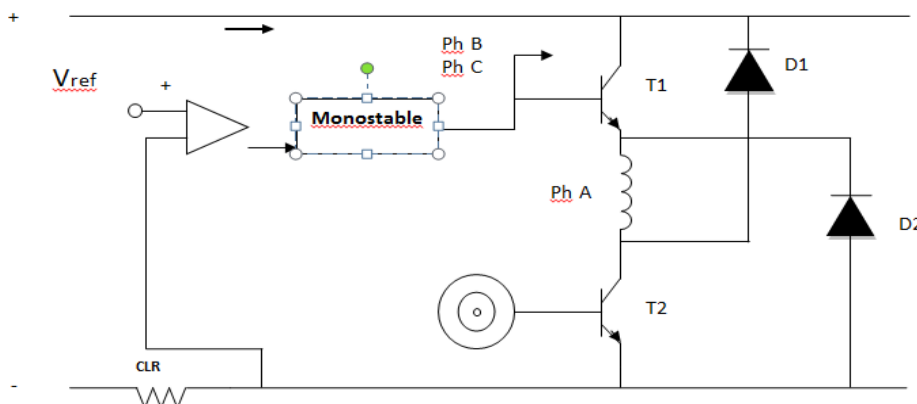 +
Ph B
Ph C
D1
Vref
+
T1
Monostable
Ph A
D2
T2
CLR
-